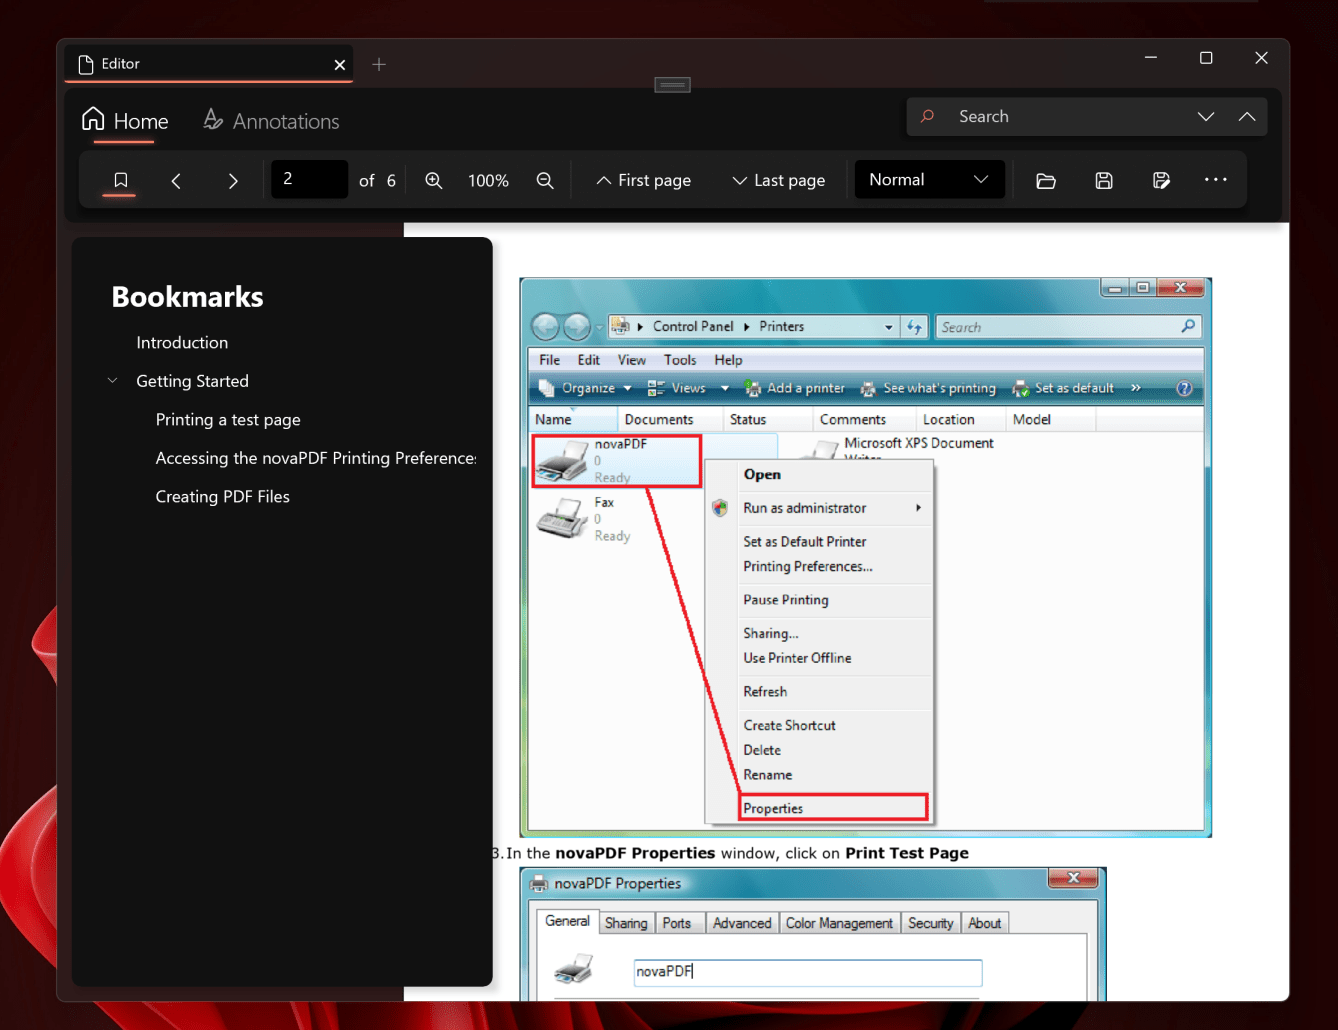 Editor
Home
Annotations
Search
2
of 6
100%
First page
Last page
Normal
Bookmarks
Introduction
Getting Started
Printing a test page
Accessing the novaPDF Printing Preference
Creating PDF Files
Control Panel
Printers
Search
File Edit View Tools Help
Organize
Views
Add a printer
See what's printing
Set as default
Name Documents Status Comments Location Model
novaPDF
0
Ready
Microsoft XPS Document
Writer
Fax
0
Ready
Open
Run as administrator
Set as Default Printer
Printing Preferences...
Pause Printing
Sharing...
Use Printer Offline
Refresh
Create Shortcut
Delete
Rename
Properties
3. In the novaPDF Properties window, click on Print Test Page
novaPDF Properties
General Sharing Ports Advanced Color Management Security About
novaPDF